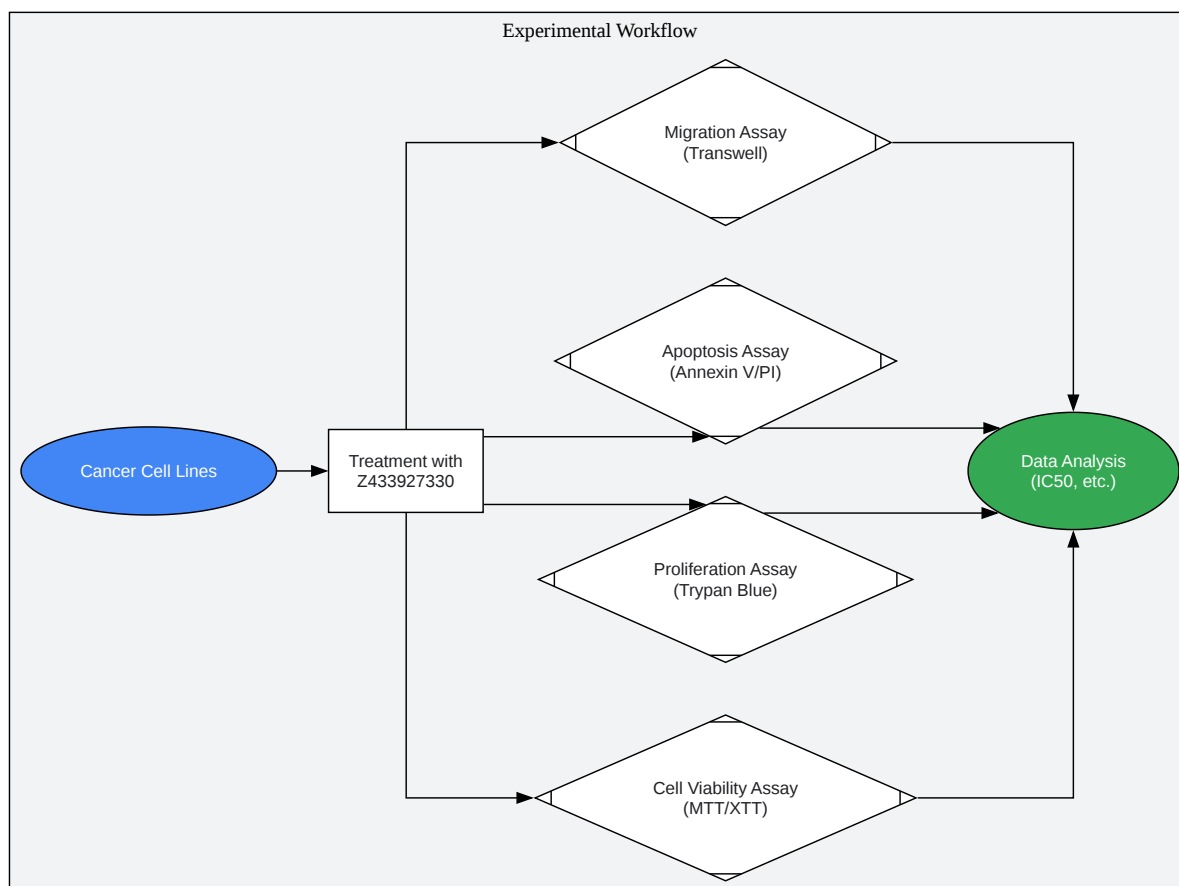 Experimental Workflow
Migration Assay
(Transwell)
Apoptosis Assay
(Annexin V/PI)
Cancer Cell Lines
Treatment with
Z433927330
Data Analysis
(IC50, etc.)
Proliferation Assay
(Trypan Blue)
Cell Viability Assay
(MTT/XTT)